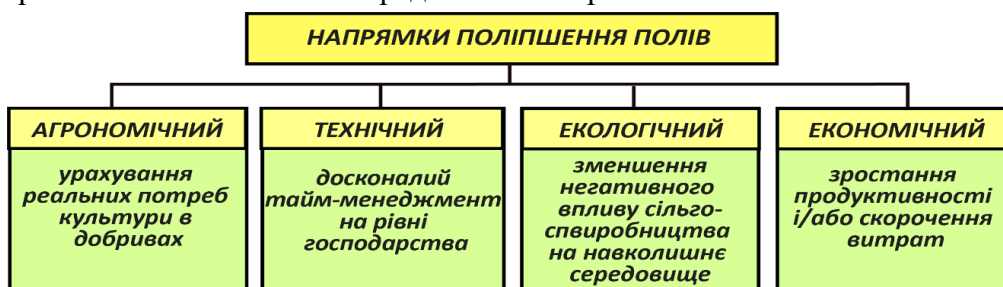 НАПРЯМКИ ПОЛІПШЕННЯ ПОЛІВ
АГРОНОМІЧНИЙ
урахування
реальних потреб
культури в
добривах
ТЕХНІЧНИЙ
досконалий
тайм-менеджмент
на рівні
господарства
ЕКОЛОГІЧНИЙ
зменшення
негативного
впливу сільго-
спвиробництва
на навколишнє
середовище
ЕКОНОМІЧНИЙ
зростання
продуктивності
і/або скорочення
витрат